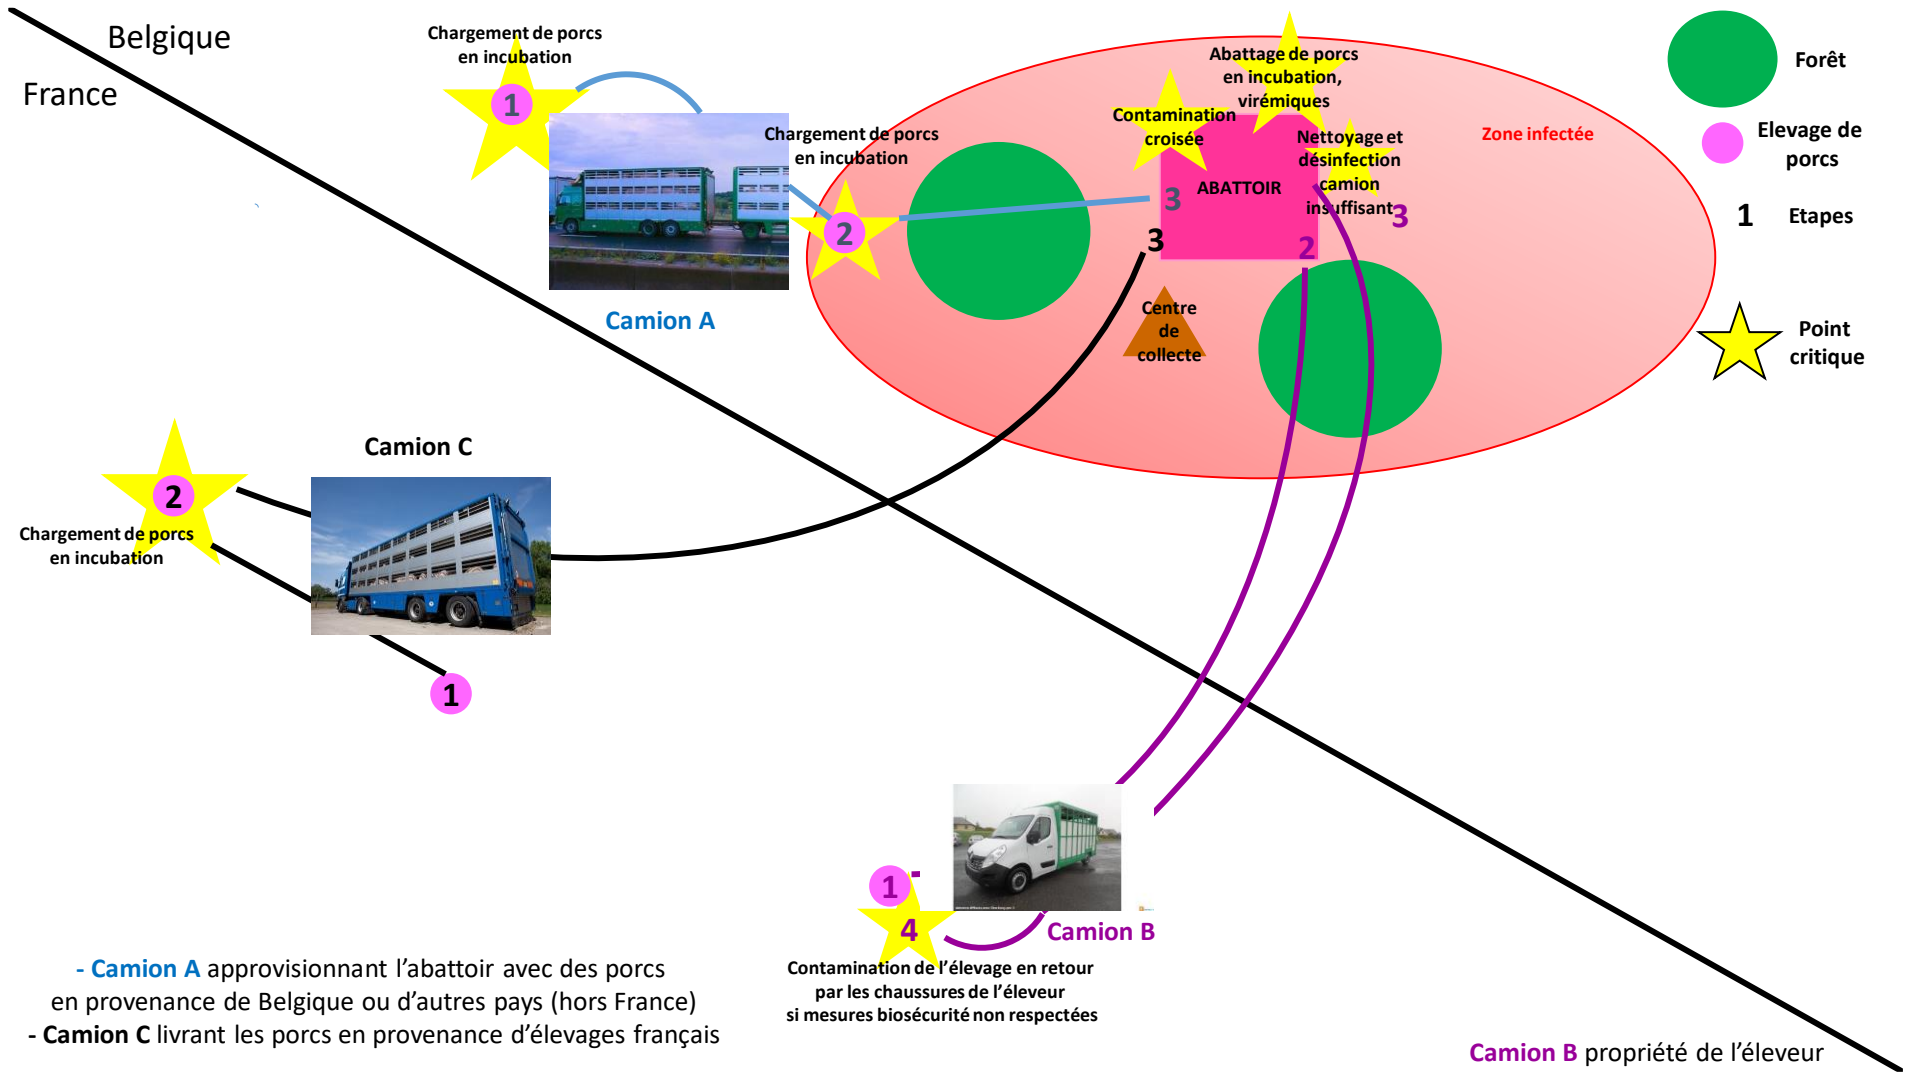 Belgique
France
Chargement de porcs
en incubation
1
Camion A
Chargement de porcs
en incubation
2
Abattage de porcs
en incubation,
virémiques
Contamination
croisée
Nettoyage et
désinfection
camion
insuffisant
ABATTOIR
3
3
2
3
Centre
de
collecte
Zone infectée
Forêt
Elevage de
porcs
1 Etapes
Point
critique
Camion C
2
Chargement de porcs
en incubation
1
1
4
Camion B
Contamination de l'élevage en retour
par les chaussures de l'éleveur
si mesures biosécurité non respectées
- Camion A approvisionnant l'abattoir avec des porcs
en provenance de Belgique ou d'autres pays (hors France)
- Camion C livrant les porcs en provenance d'élevages français
Camion B propriété de l'éleveur